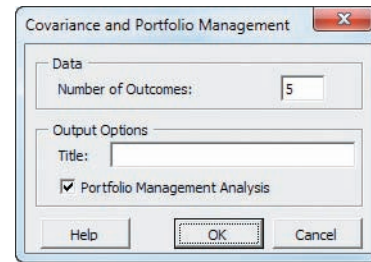 Covariance and Portfolio Management
Data
Number of Outcomes: 5
Output Options
Title:
Portfolio Management Analysis
Help OK Cancel